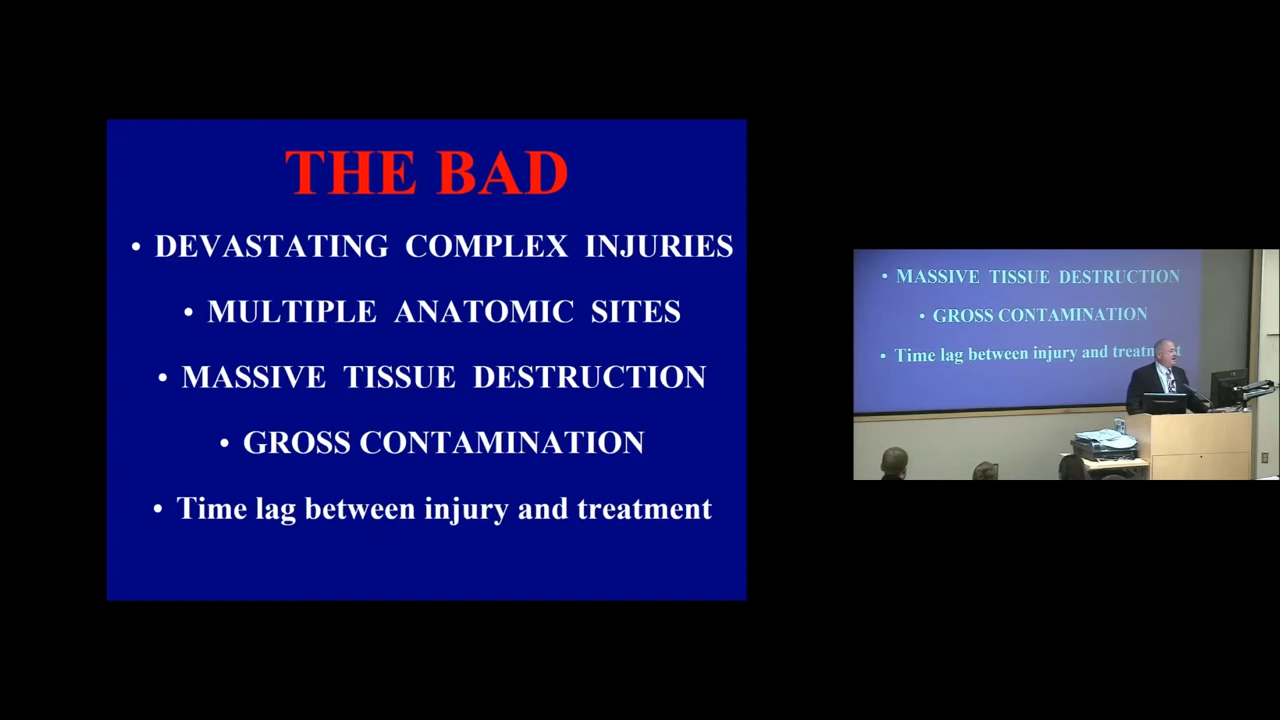 THE BAD
• DEVASTATING COMPLEX INJURIES
• MULTIPLE ANATOMIC SITES
• MASSIVE TISSUE DESTRUCTION
• GROSS CONTAMINATION
• Time lag between injury and treatment
• MASSIVE TISSUE DESTRUCTION
• GROSS CONTAMINATION
• Time lag between injury and treatment